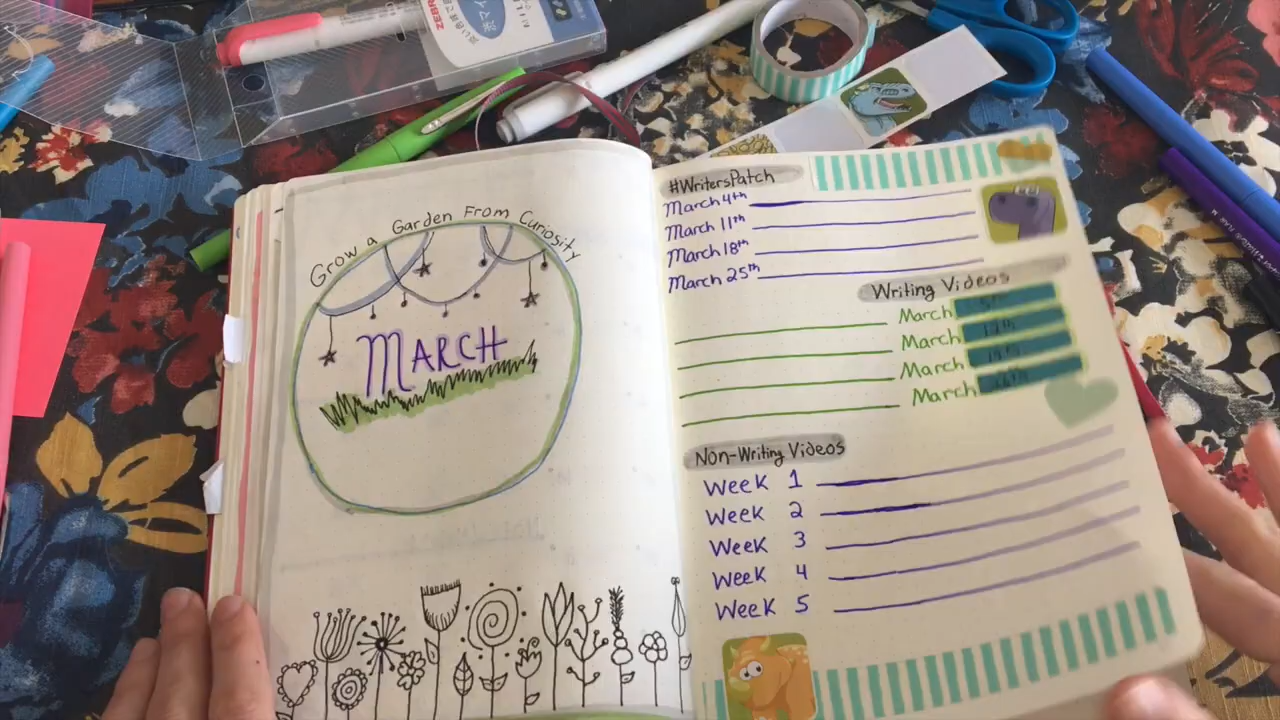 ZEBRA
Grow a Garden From Curiosity
MARCH
#WritersPatch
March 4th
March 11th
March 18th
March 25th
Writing Videos
March 5th
March 12th
March 19th
March 26th
Non-Writing Videos
Week 1
Week 2
Week 3
Week 4
Week 5